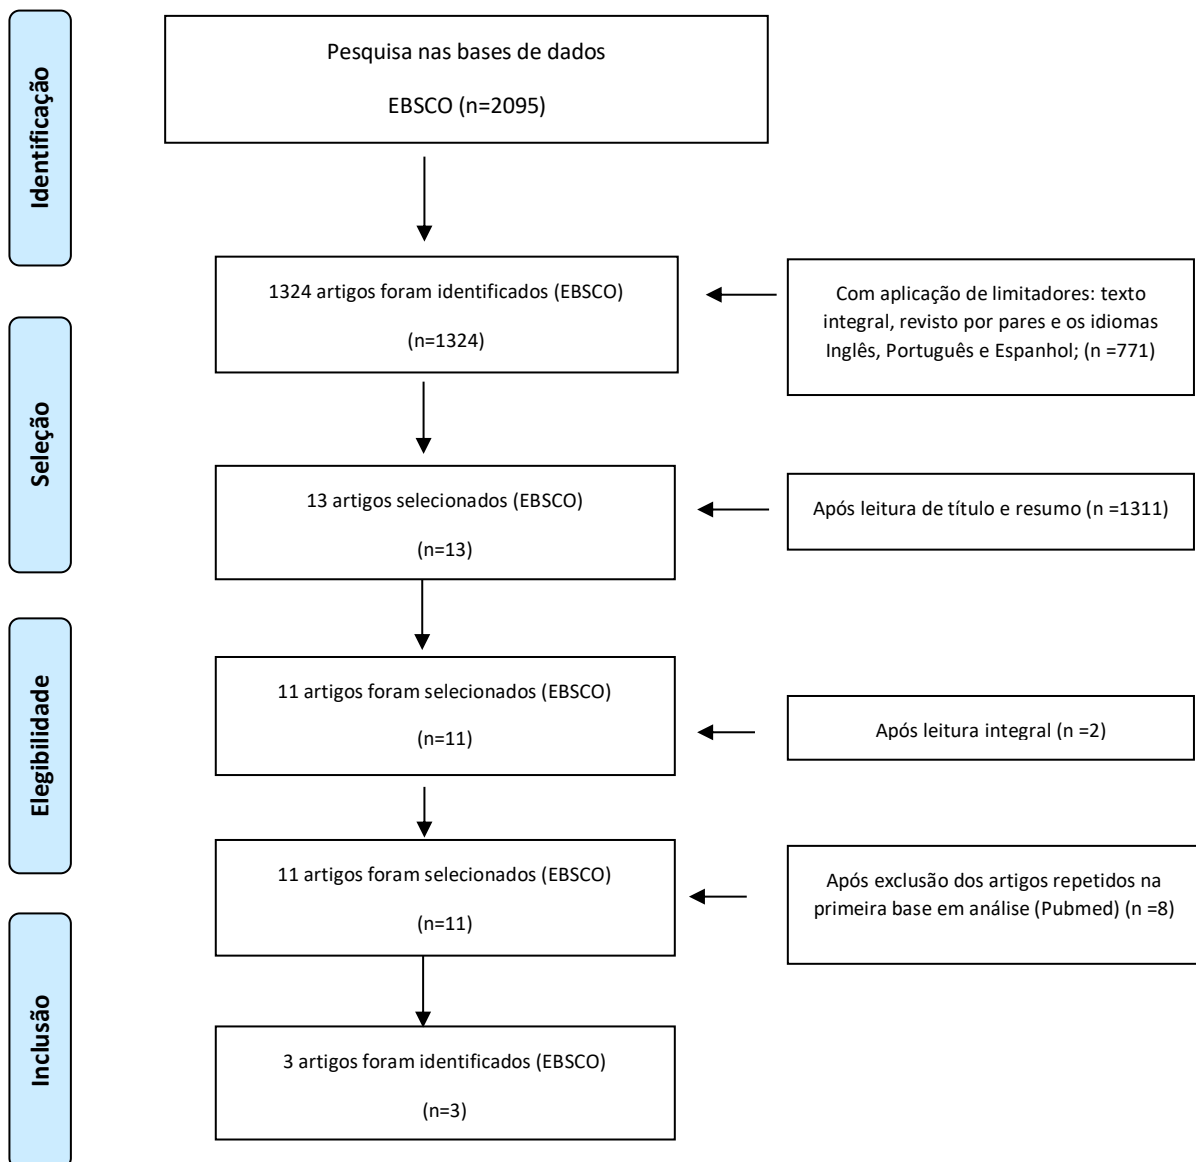 Identificação
Pesquisa nas bases de dados
EBSCO (n=2095)
1324 artigos foram identificados (EBSCO)
(n=1324)
Com aplicação de limitadores: texto
integral, revisto por pares e os idiomas
Inglês, Português e Espanhol; (n =771)
Seleção
13 artigos selecionados (EBSCO)
(n=13)
Após leitura de título e resumo (n =1311)
Elegibilidade
11 artigos foram selecionados (EBSCO)
(n=11)
Após leitura integral (n =2)
11 artigos foram selecionados (EBSCO)
(n=11)
Após exclusão dos artigos repetidos na
primeira base em análise (Pubmed) (n =8)
Inclusão
3 artigos foram identificados (EBSCO)
(n=3)